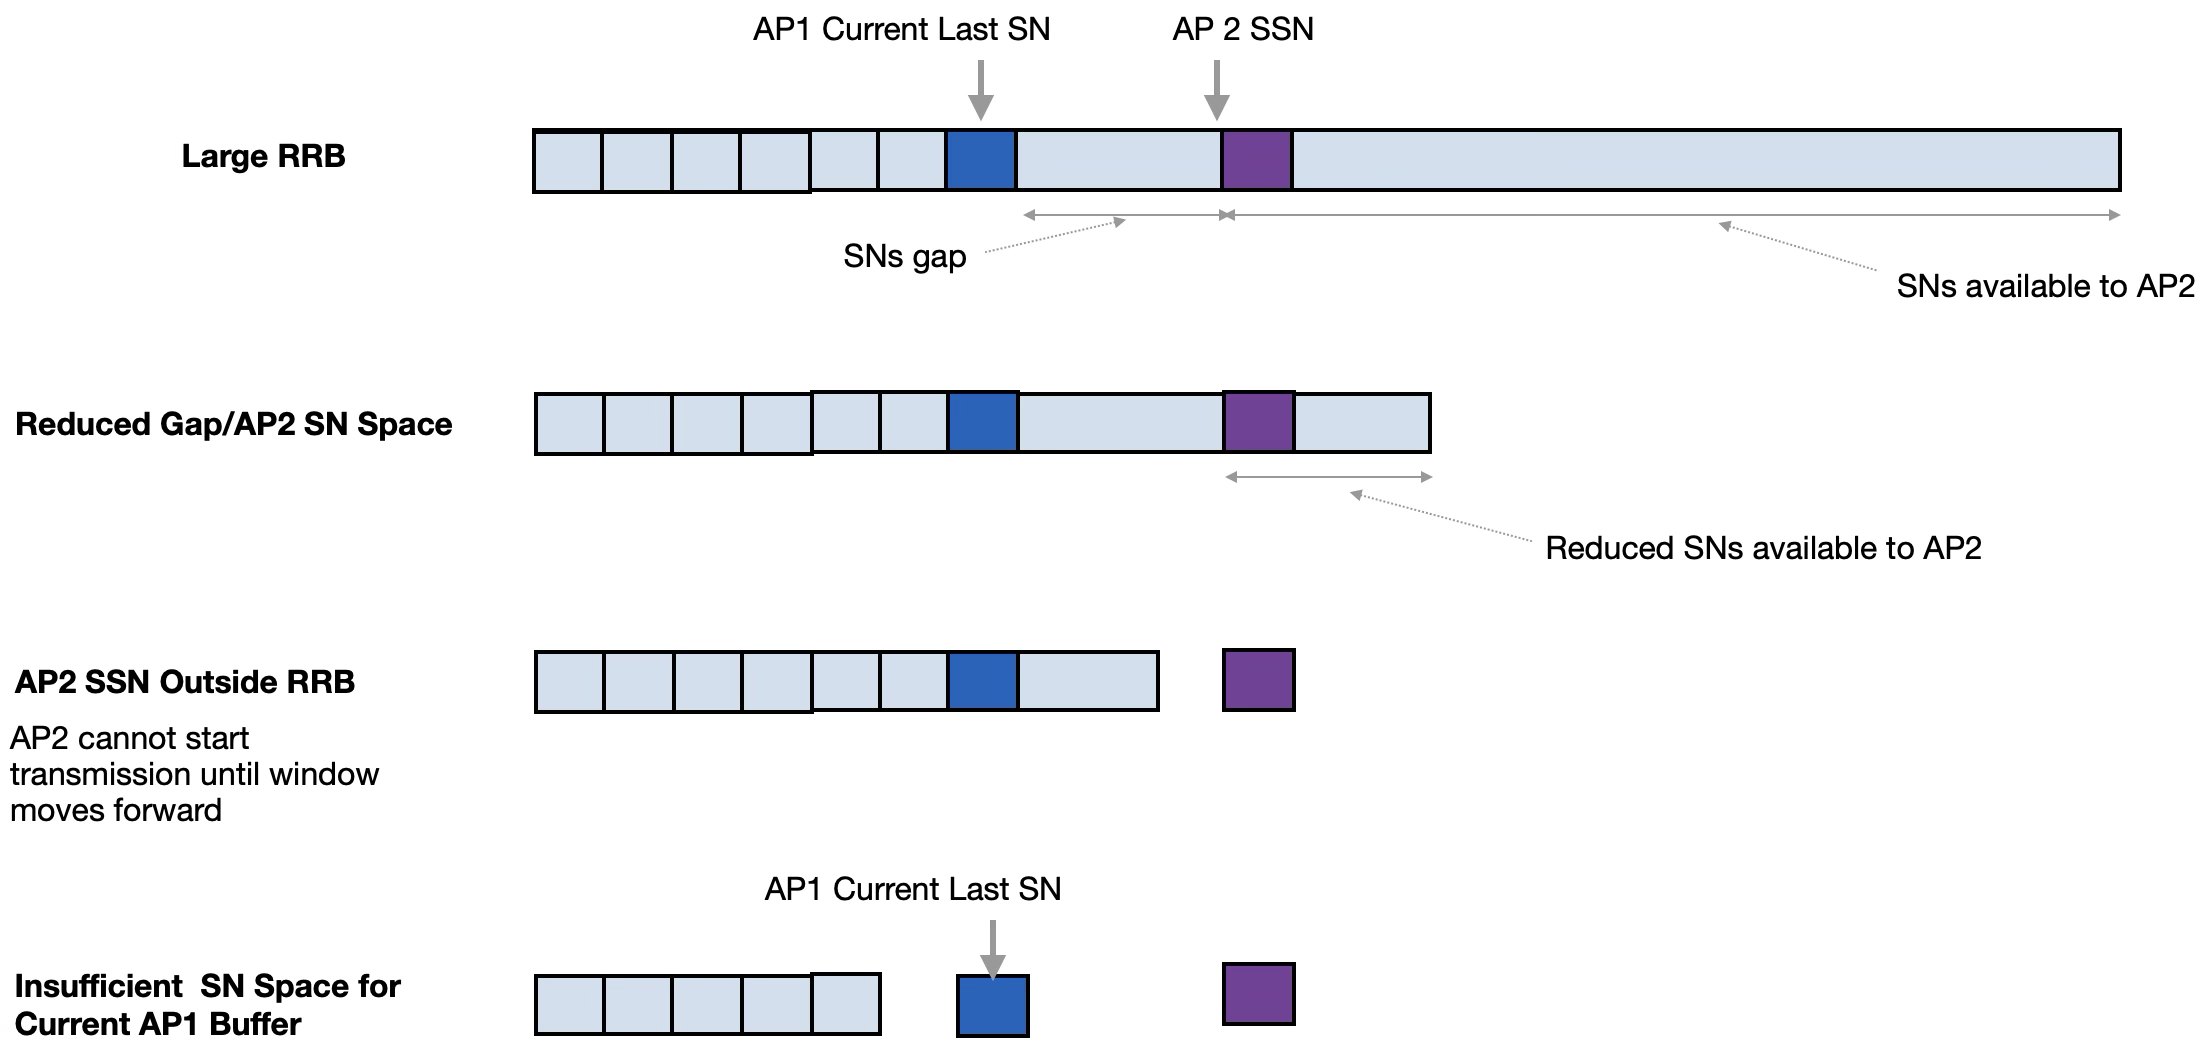 AP1 Current Last SN
AP 2 SSN
Large RRB
SNs gap
SNs available to AP2
Reduced Gap/AP2 SN Space
Reduced SNs available to AP2
AP2 SSN Outside RRB
AP2 cannot start
transmission until window
moves forward
AP1 Current Last SN
Insufficient  SN Space for
Current AP1 Buffer